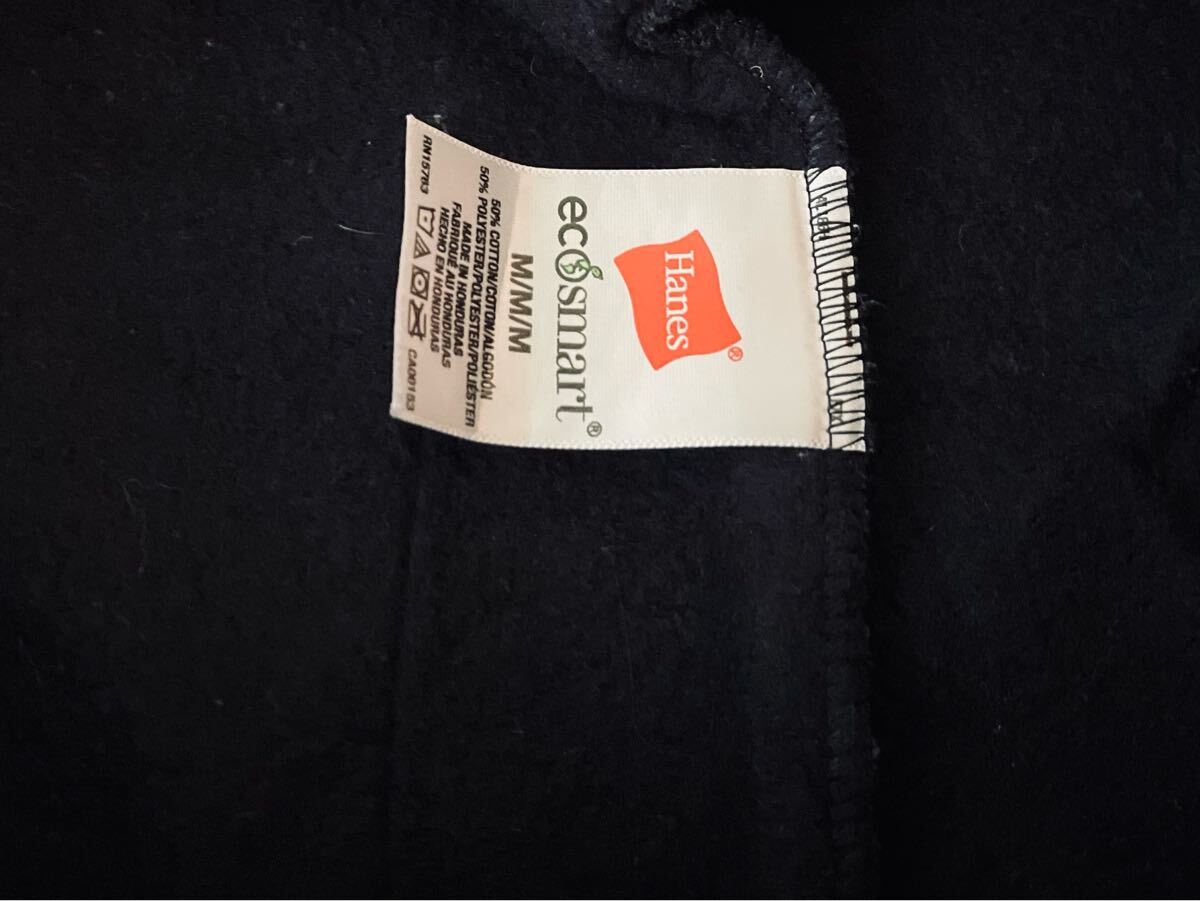 Hanes®
ecosmart®
M/M/M
50% COTTON/COTON/ALGODÓN
50% POLYESTER/POLYESTER/POLIÉSTER
MADE IN HONDURAS
FABRIQUÉ AU HONDURAS
HECHO EN HONDURAS
RN15763 CA00153